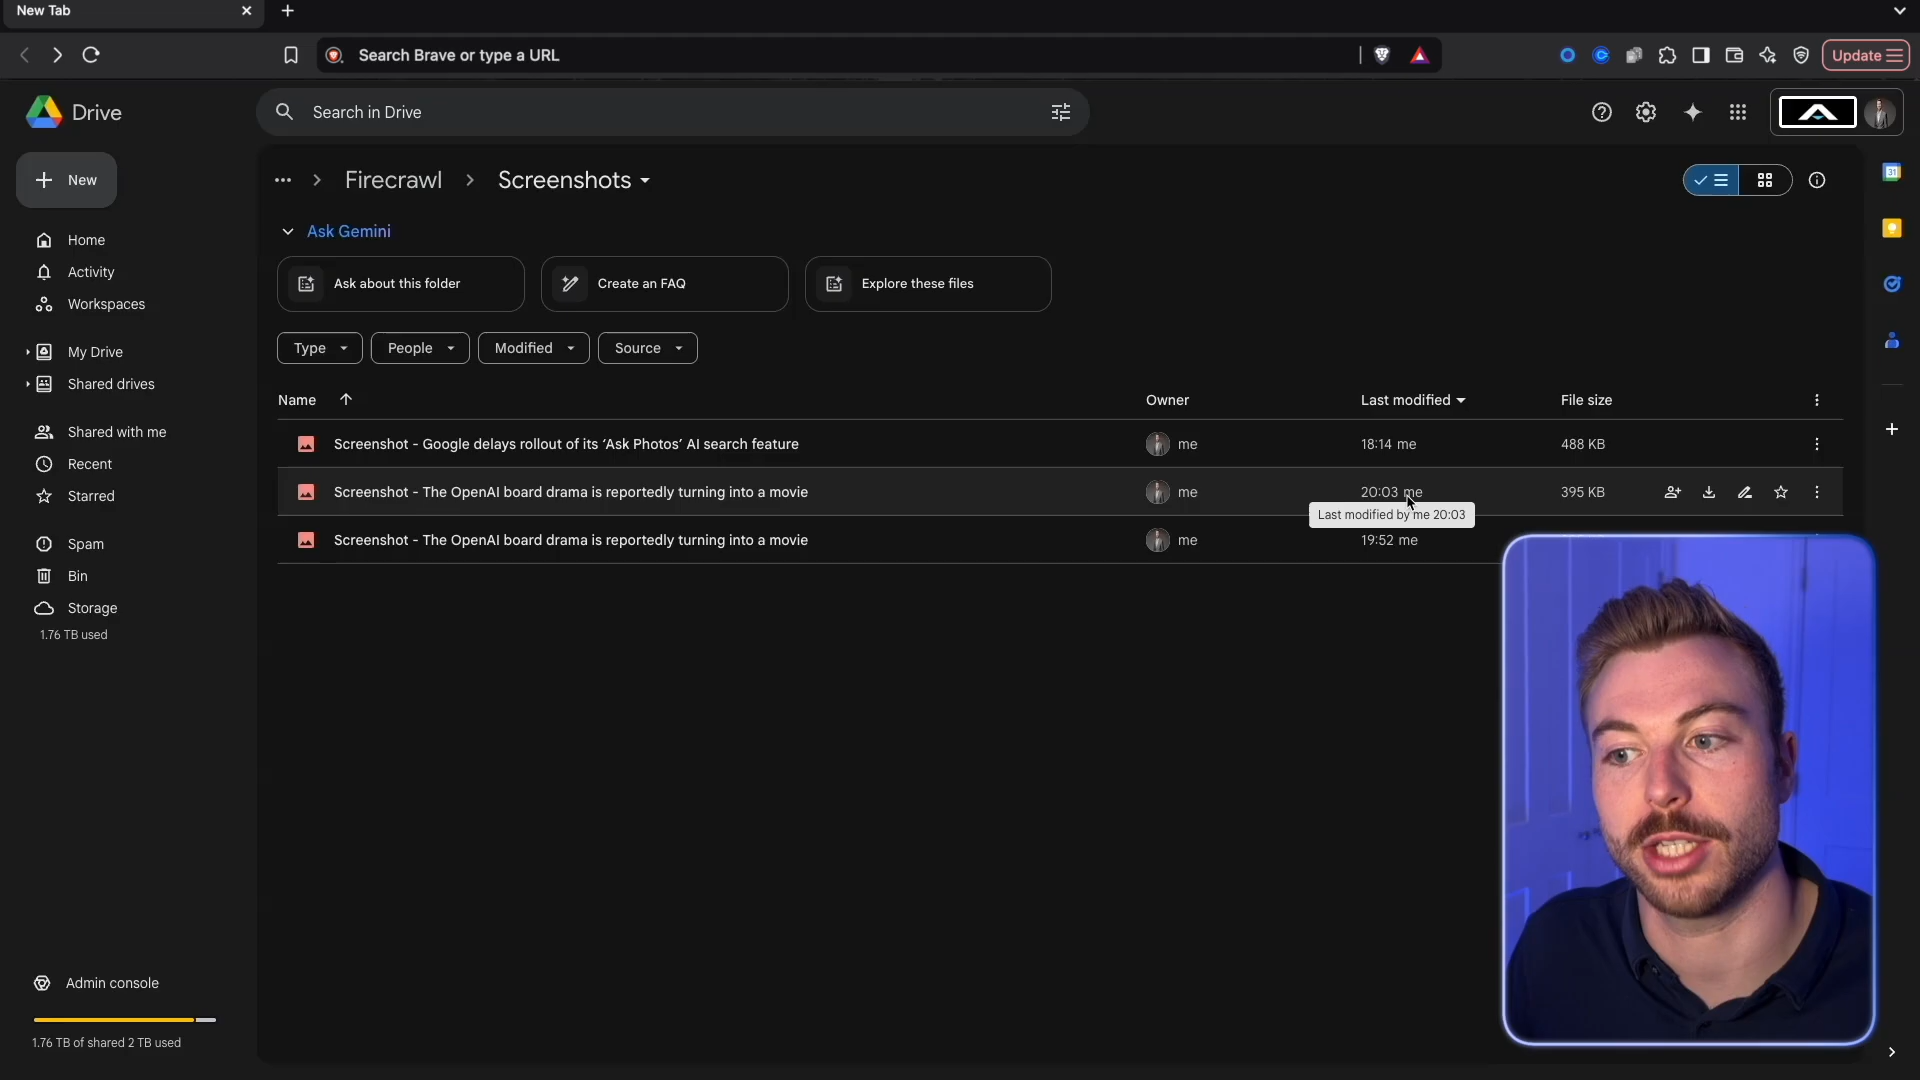 New Tab
Search Brave or type a URL
Update
Drive
Search in Drive
New
Firecrawl
Screenshots
Ask Gemini
Ask about this folder
Create an FAQ
Explore these files
Home
Activity
Workspaces
My Drive
Shared drives
Shared with me
Recent
Starred
Spam
Bin
Storage
1.76 TB used
Type
People
Modified
Source
Name
Owner
Last modified
File size
Screenshot - Google delays rollout of its ‘Ask Photos’ AI search feature
me
18:14 me
488 KB
Screenshot - The OpenAI board drama is reportedly turning into a movie
me
20:03 me
395 KB
Last modified by me 20:03
Screenshot - The OpenAI board drama is reportedly turning into a movie
me
19:52 me
31
Admin console
1.76 TB of shared 2 TB used